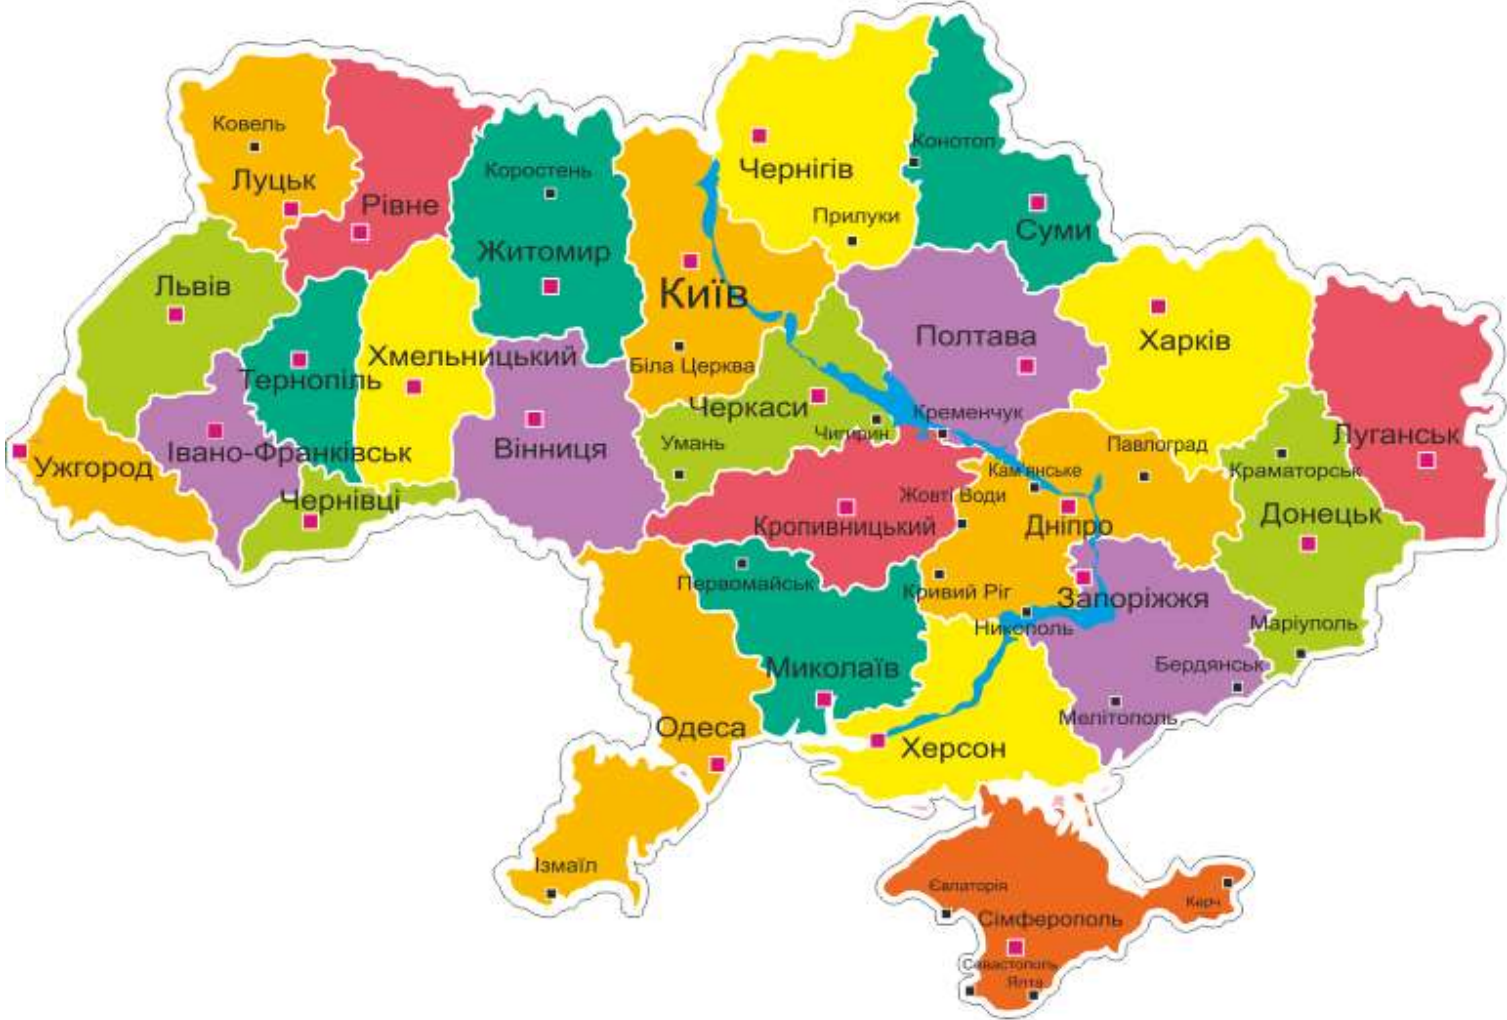 Ковель
Луцьк
Рівне
Коростень
Житомир
Чернігів
Прилуки
Конотоп
Суми
Львів
Київ
Біла Церква
Тернопіль
Хмельницький
Полтава
Харків
Ужгород
Івано-Франківськ
Чернівці
Вінниця
Черкаси
Умань
Чигирин
Кременчук
Павлоград
Краматорськ
Луганськ
Кам'янське
Жовті Води
Кропивницький
Дніпро
Донецьк
Первомайськ
Кривий Ріг
Запоріжжя
Нікополь
Маріуполь
Миколаїв
Бердянськ
Мелітополь
Одеса
Херсон
Ізмаїл
Євпаторія
Керч
Сімферополь
Севастополь
Ялта